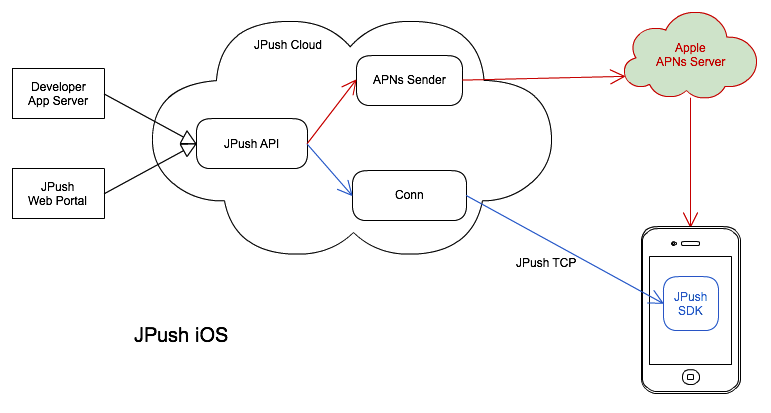 JPush Cloud
Apple
APNs Server
APNs Sender
Developer
App Server
JPush API
JPush
Web Portal
Conn
JPush TCP
JPush
SDK
JPush iOS